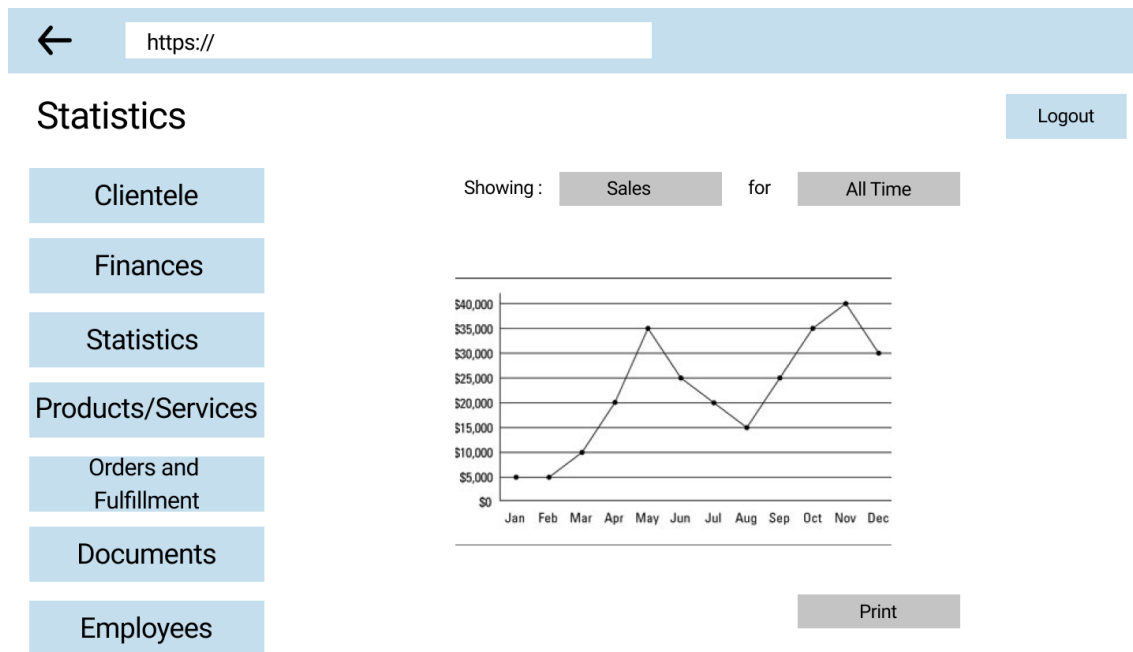 https://
Statistics
Logout
Clientele
Finances
Statistics
Products/Services
Orders and
Fulfillment
Documents
Employees
Showing : Sales for All Time
$40,000
$35,000
$30,000
$25,000
$20,000
$15,000
$10,000
$5,000
$0
Jan Feb Mar Apr May Jun Jul Aug Sep Oct Nov Dec
Print